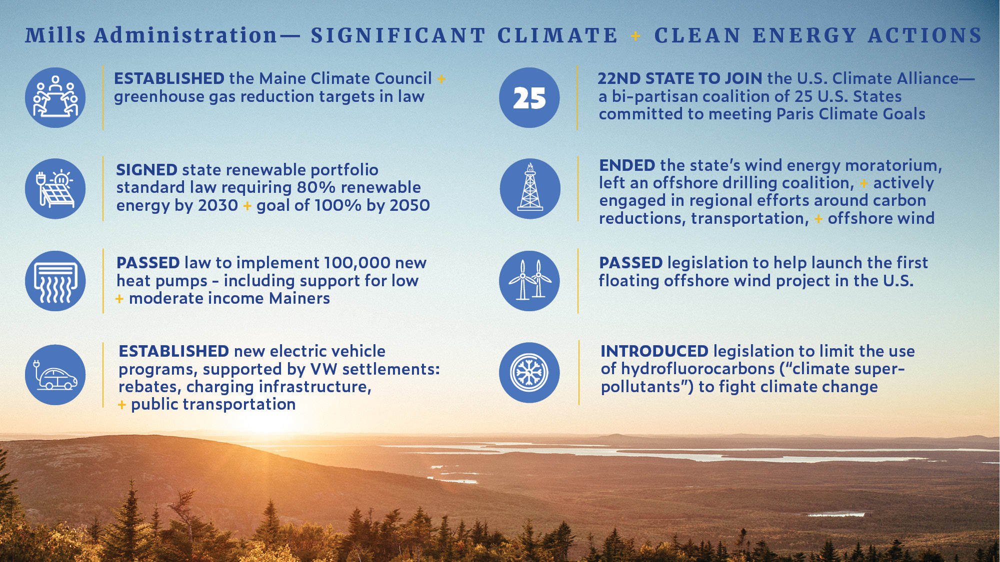 Mills Administration— SIGNIFICANT CLIMATE + CLEAN ENERGY ACTIONS
ESTABLISHED the Maine Climate Council +
greenhouse gas reduction targets in law
SIGNED state renewable portfolio
standard law requiring 80% renewable
energy by 2030 + goal of 100% by 2050
PASSED law to implement 100,000 new
heat pumps - including support for low
+ moderate income Mainers
ESTABLISHED new electric vehicle
programs, supported by VW settlements:
rebates, charging infrastructure,
+ public transportation
25
22ND STATE TO JOIN the U.S. Climate Alliance—
a bi-partisan coalition of 25 U.S. States
committed to meeting Paris Climate Goals
ENDED the state’s wind energy moratorium,
left an offshore drilling coalition, + actively
engaged in regional efforts around carbon
reductions, transportation, + offshore wind
PASSED legislation to help launch the first
floating offshore wind project in the U.S.
INTRODUCED legislation to limit the use
of hydrofluorocarbons (“climate super-
pollutants”) to fight climate change